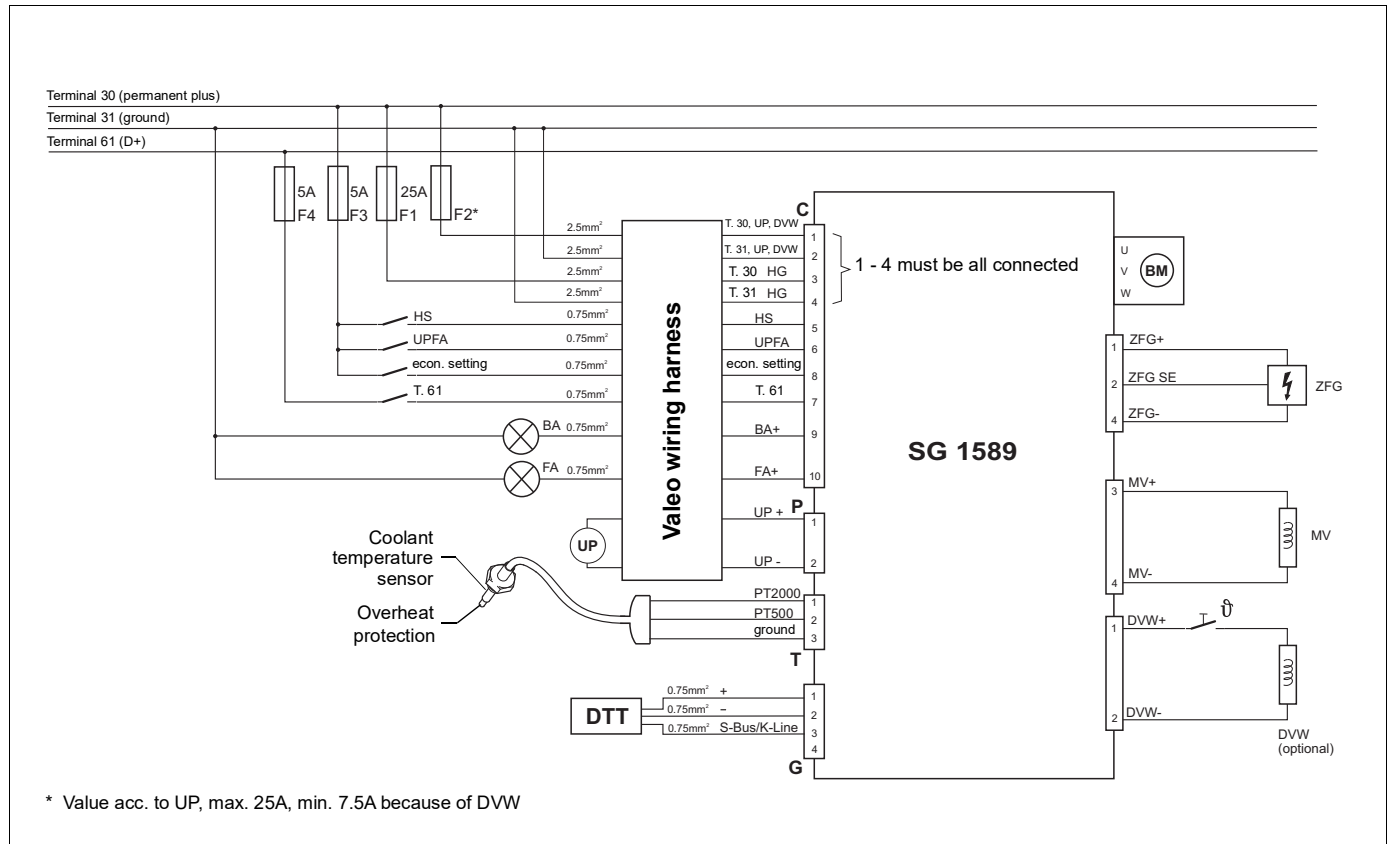 Terminal 30 (permanent plus)
Terminal 31 (ground)
Terminal 61 (D+)
5A
F4
5A
F3
25A
F1
F2*
2.5mm²
2.5mm²
2.5mm²
2.5mm²
HS 0.75mm²
UPFA 0.75mm²
econ. setting 0.75mm²
T. 61 0.75mm²
BA 0.75mm²
FA 0.75mm²
UP
Valeo wiring harness
C
T. 30, UP, DVW 1
T. 31, UP, DVW 2
T. 30 HG 3
T. 31 HG 4
HS 5
UPFA 6
econ. setting 8
T. 61 7
BA+ 9
FA+ 10
1 - 4 must be all connected
P
UP + 1
UP - 2
Coolant
temperature
sensor
Overheat
protection
PT2000 1
PT500 2
ground 3
T
DTT
0.75mm² + 1
0.75mm² – 2
0.75mm² S-Bus/K-Line 3
4
G
SG 1589
U
V
W
BM
1 ZFG+
2 ZFG SE
4 ZFG-
ZFG
3 MV+
4 MV-
MV
1 DVW+
ϑ
2 DVW-
DVW
(optional)
* Value acc. to UP, max. 25A, min. 7.5A because of DVW